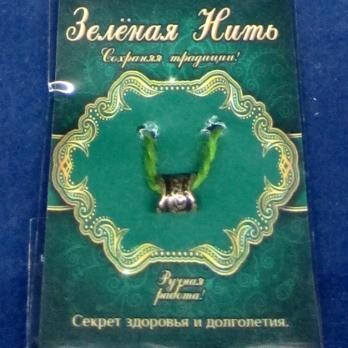 Зелёная Нить
Сохраняя традиции!
Ручная
работа!
Секрет здоровья и долголетия.